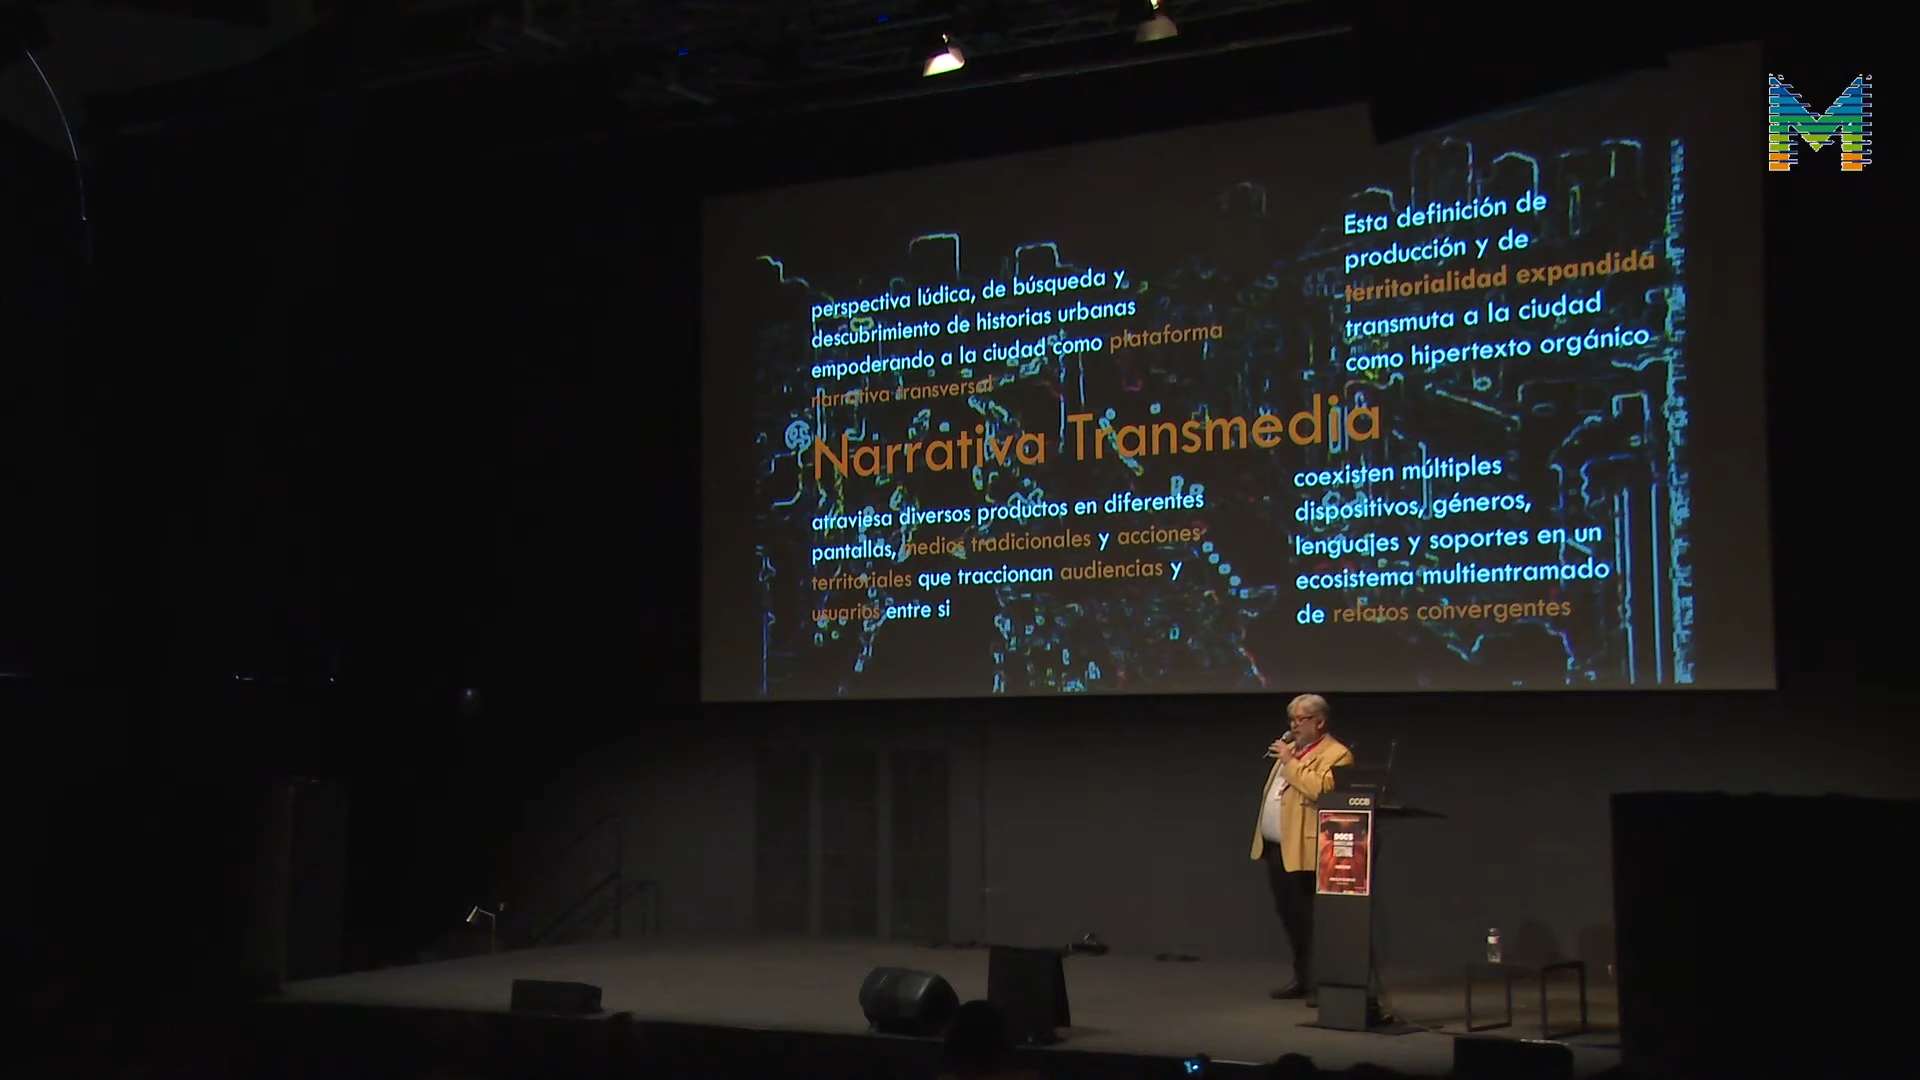 perspectiva lúdica, de búsqueda y
descubrimiento de historias urbanas
empoderando a la ciudad como plataforma
narrativa transversal
Esta definición de
producción y de
territorialidad expandida
transmuta a la ciudad
como hipertexto orgánico
Narrativa Transmedia
atraviesa diversos productos en diferentes
pantallas, medios tradicionales y acciones
territoriales que traccionan audiencias y
usuarios entre si
coexisten múltiples
dispositivos, géneros,
lenguajes y soportes en un
ecosistema multientramado
de relatos convergentes
M
CCCB
DOCS
FESTIVAL